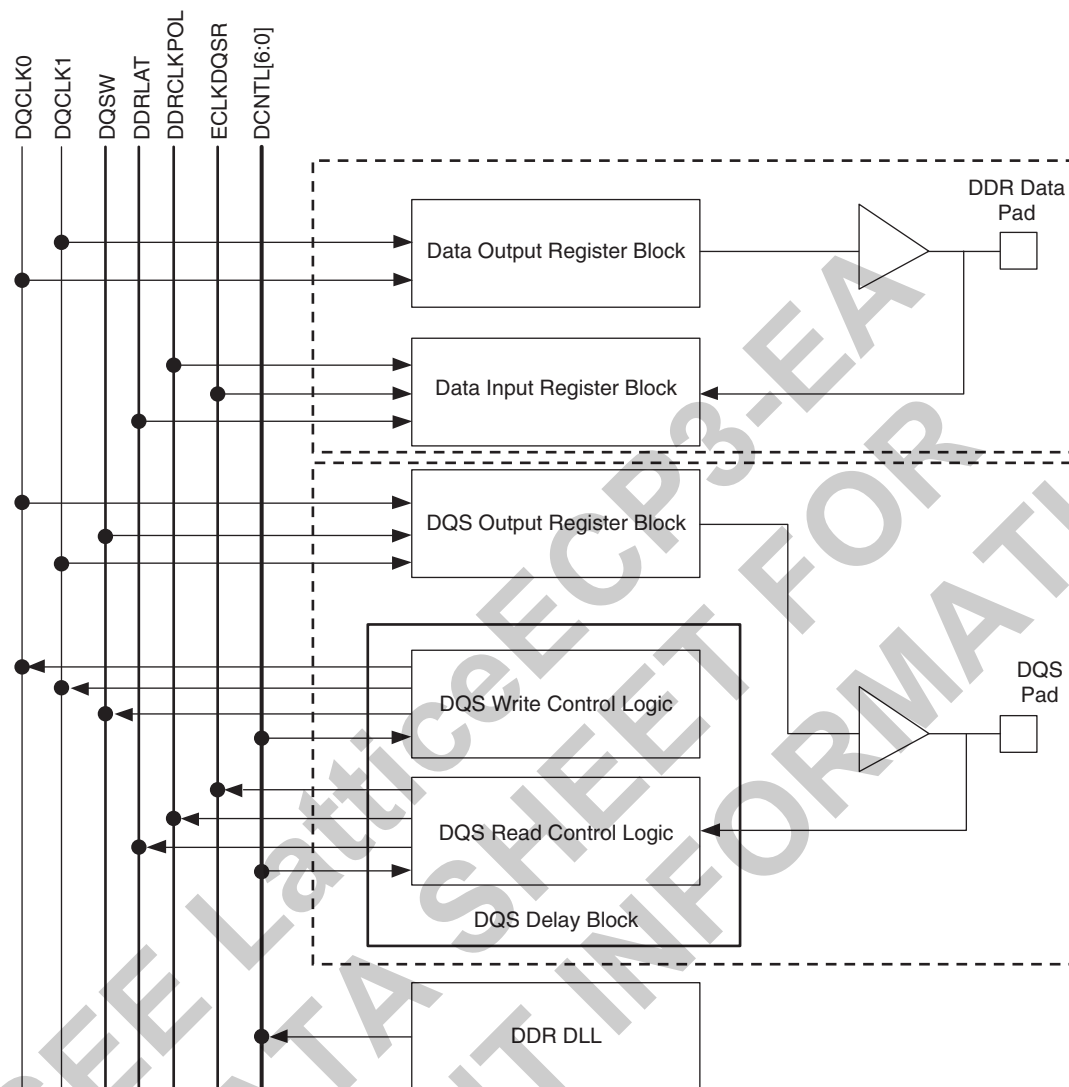 DQCLK0
DQCLK1
DQSW
DDRLAT
DDRCLKPOL
ECLKDQSR
DCNTL[6:0]
DDR Data
Pad
Data Output Register Block
Data Input Register Block
DQS Output Register Block
DQS Write Control Logic
DQS
Pad
DQS Read Control Logic
DQS Delay Block
DDR DLL
SEE LatticeECP3-EA
DATA SHEET FOR